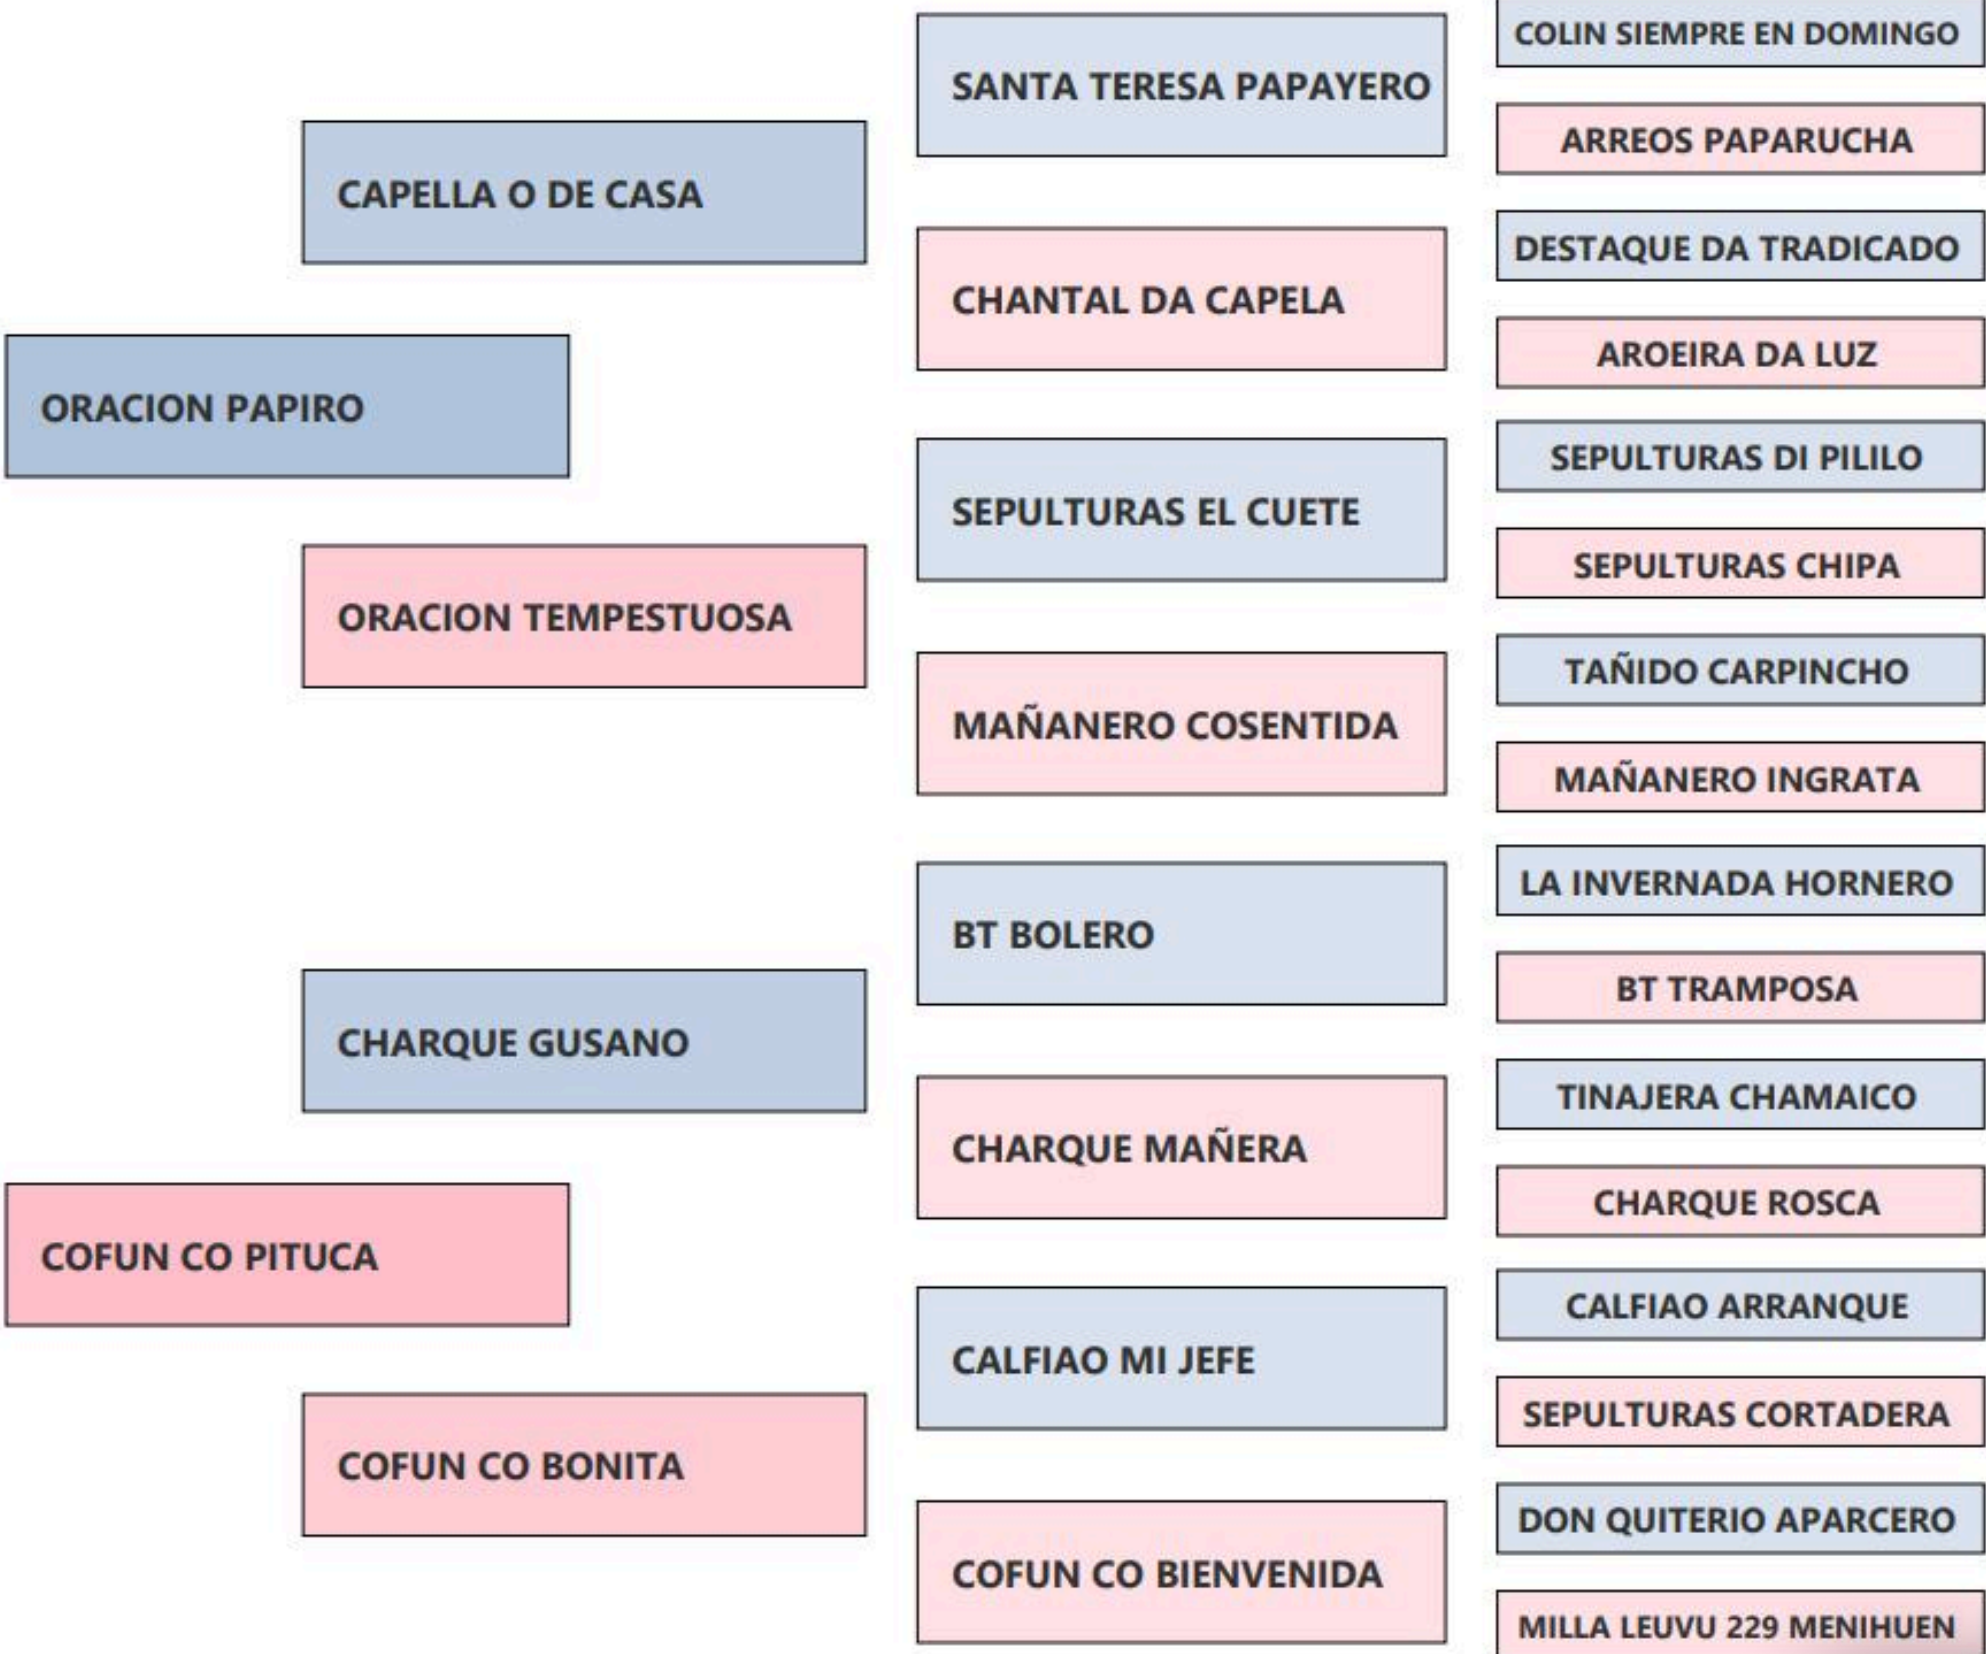 COLIN SIEMPRE EN DOMINGO
SANTA TERESA PAPAYERO
ARREOS PAPARUCHA
CAPELLA O DE CASA
DESTAQUE DA TRADICADO
CHANTAL DA CAPELA
AROEIRA DA LUZ
ORACION PAPIRO
SEPULTURAS DI PILILO
SEPULTURAS EL CUETE
SEPULTURAS CHIPA
ORACION TEMPESTUOSA
TAÑIDO CARPINCHO
MAÑANERO COSENTIDA
MAÑANERO INGRATA
LA INVERNADA HORNERO
BT BOLERO
BT TRAMPOSA
CHARQUE GUSANO
TINAJERA CHAMAICO
CHARQUE MAÑERA
CHARQUE ROSCA
COFUN CO PITUCA
CALFIAO ARRANQUE
CALFIAO MI JEFE
SEPULTURAS CORTADERA
COFUN CO BONITA
DON QUITERIO APARCERO
COFUN CO BIENVENIDA
MILLA LEUVU 229 MENIHUEN